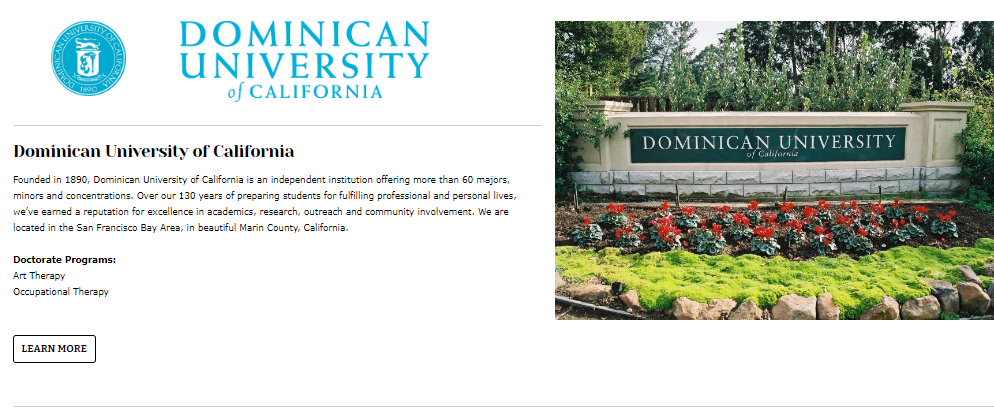 DOMINICAN UNIVERSITY OF CALIFORNIA
1890
DOMINICAN
UNIVERSITY
of CALIFORNIA
DOMINICAN UNIVERSITY
of California
Dominican University of California
Founded in 1890, Dominican University of California is an independent institution offering more than 60 majors,
minors and concentrations. Over our 130 years of preparing students for fulfilling professional and personal lives,
we’ve earned a reputation for excellence in academics, research, outreach and community involvement. We are
located in the San Francisco Bay Area, in beautiful Marin County, California.
Doctorate Programs:
Art Therapy
Occupational Therapy
LEARN MORE